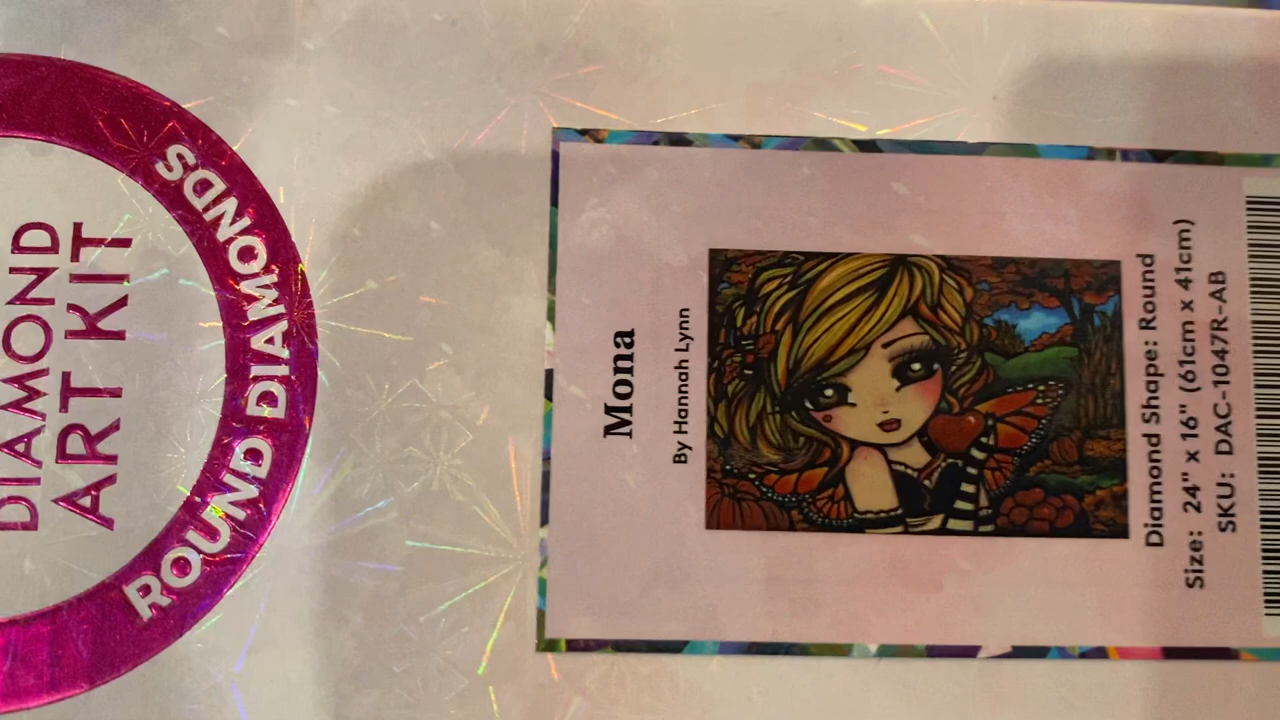 DIAMOND
ART KIT
ROUND DIAMONDS
Mona
By Hannah Lynn
Diamond Shape: Round
Size: 24" x 16" (61cm x 41cm)
SKU: DAC-1047R-AB